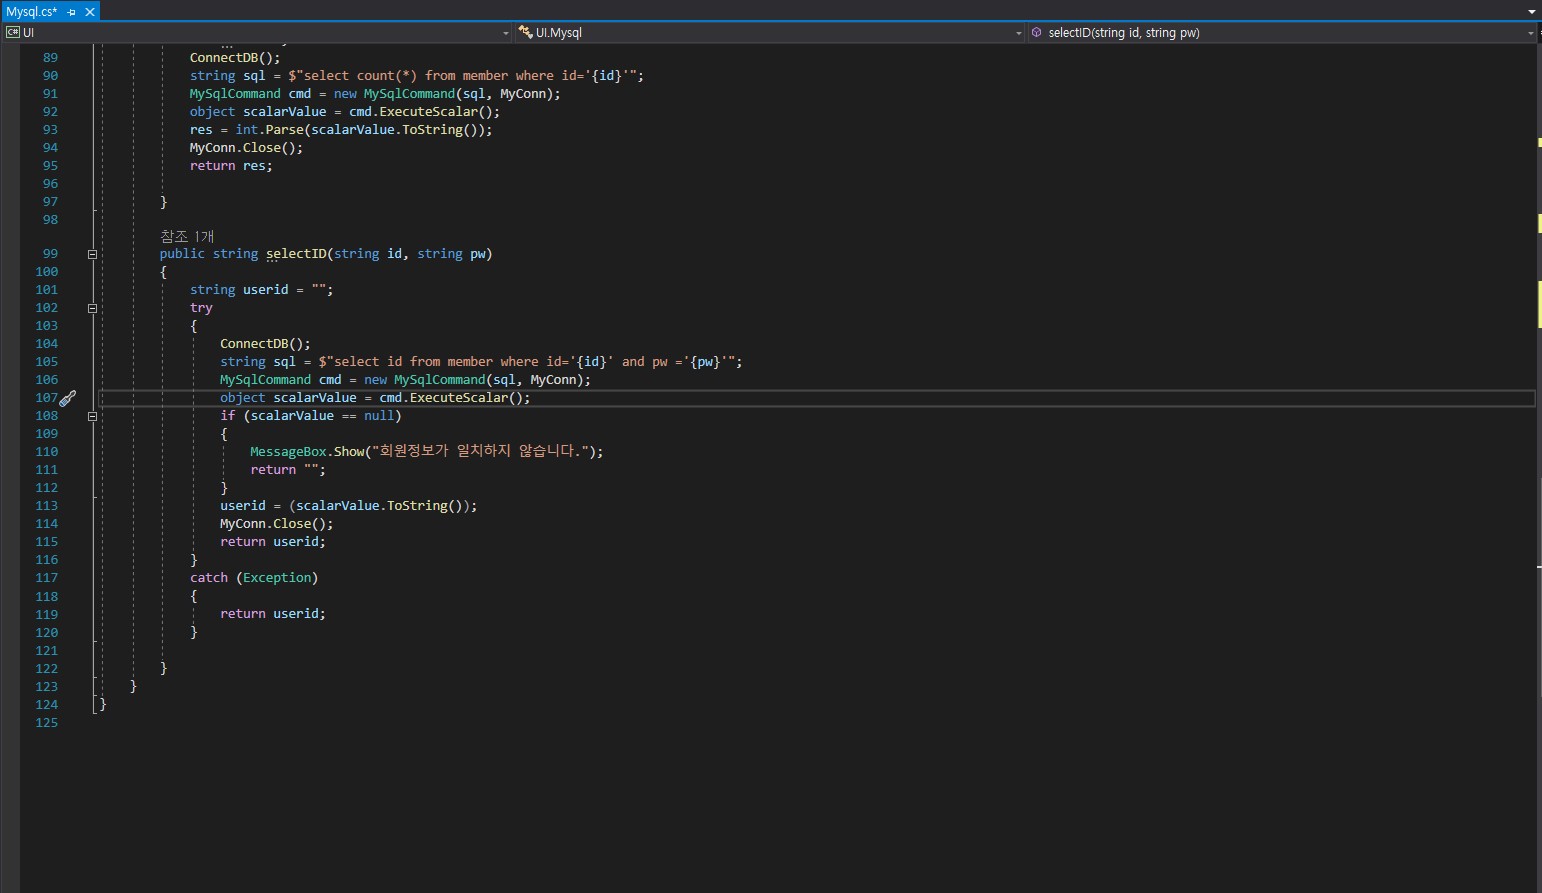 Mysql.cs*
UI
UI.Mysql
selectID(string id, string pw)
89 ConnectDB();
90 string sql = $"select count(*) from member where id='{id}'";
91 MySqlCommand cmd = new MySqlCommand(sql, MyConn);
92 object scalarValue = cmd.ExecuteScalar();
93 res = int.Parse(scalarValue.ToString());
94 MyConn.Close();
95 return res;
96
97 }
98
참조 1개
99 public string selectID(string id, string pw)
100 {
101 string userid = "";
102 try
103 {
104 ConnectDB();
105 string sql = $"select id from member where id='{id}' and pw ='{pw}'";
106 MySqlCommand cmd = new MySqlCommand(sql, MyConn);
107 object scalarValue = cmd.ExecuteScalar();
108 if (scalarValue == null)
109 {
110 MessageBox.Show("회원정보가 일치하지 않습니다.");
111 return "";
112 }
113 userid = (scalarValue.ToString());
114 MyConn.Close();
115 return userid;
116 }
117 catch (Exception)
118 {
119 return userid;
120 }
121
122 }
123 }
124 }
125